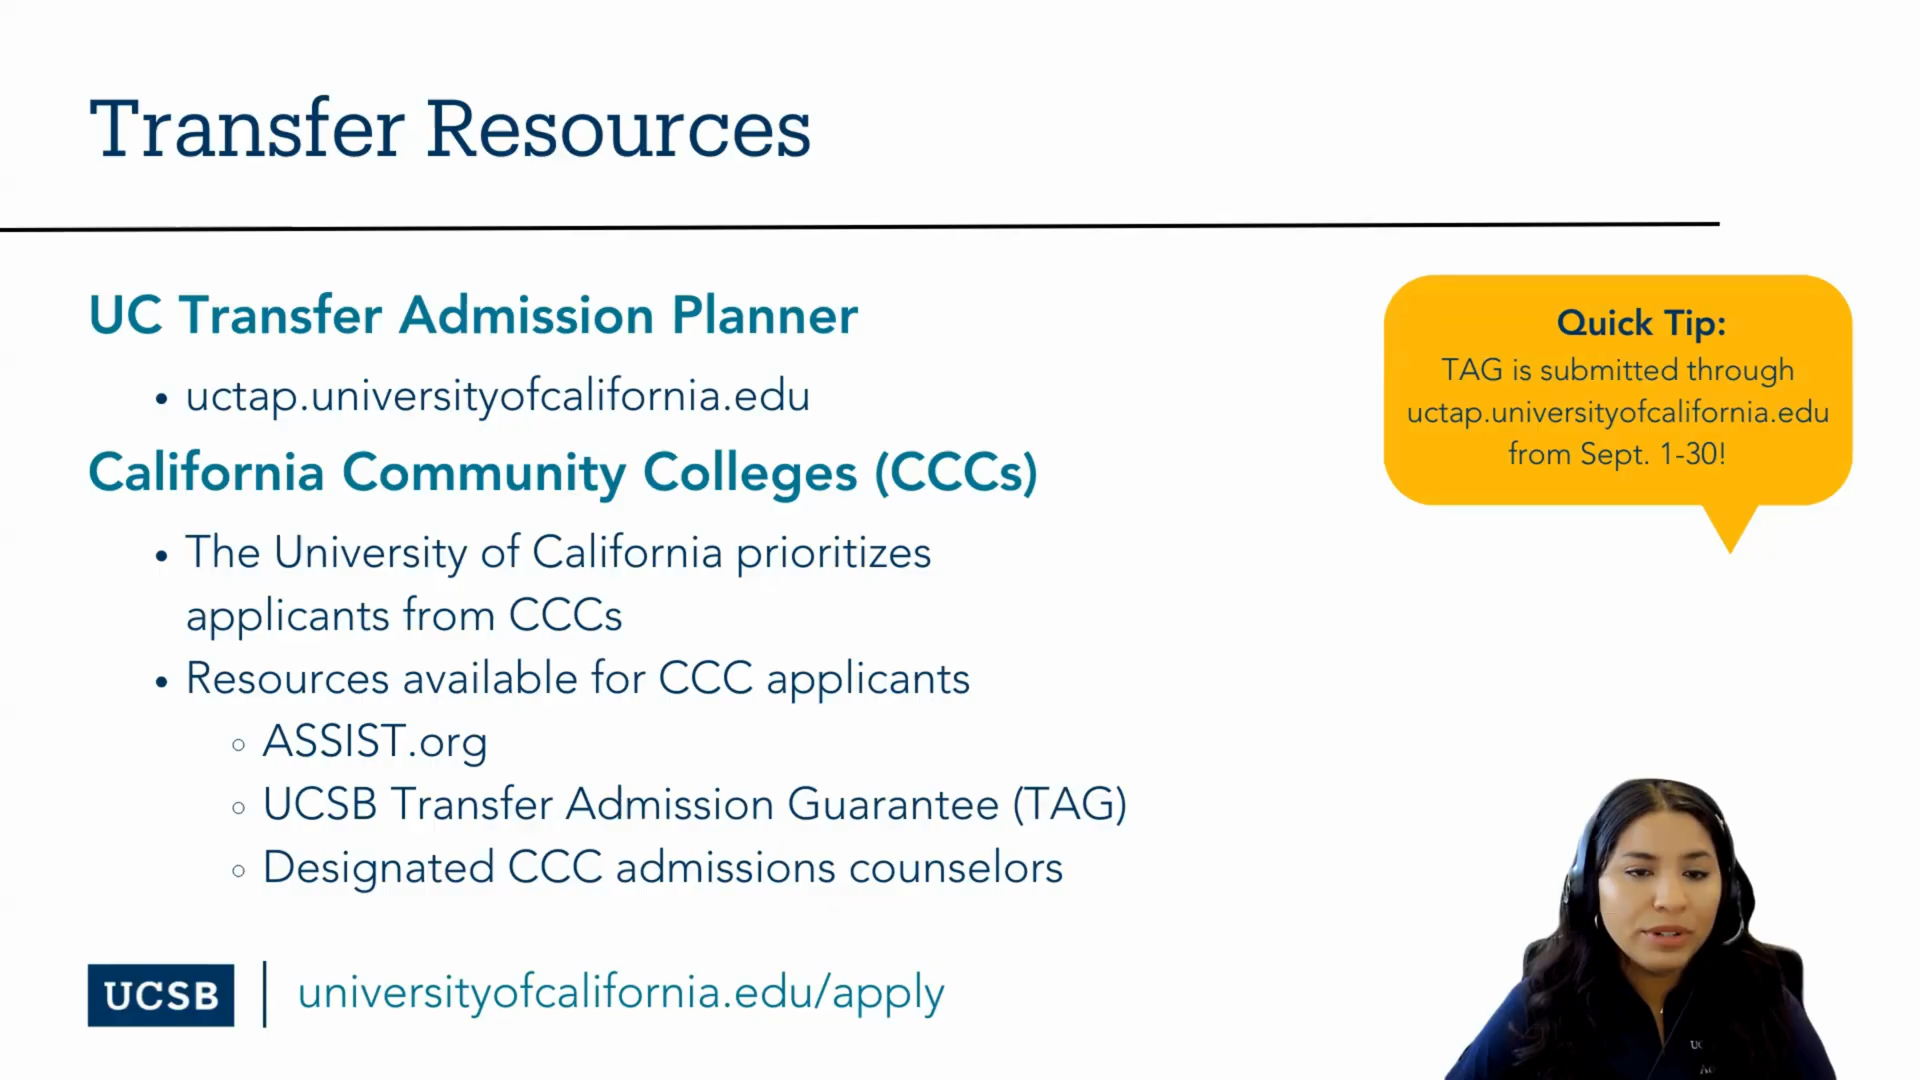 Transfer Resources
UC Transfer Admission Planner
• uctap.universityofcalifornia.edu
California Community Colleges (CCCs)
• The University of California prioritizes
applicants from CCCs
• Resources available for CCC applicants
○ ASSIST.org
○ UCSB Transfer Admission Guarantee (TAG)
○ Designated CCC admissions counselors
Quick Tip:
TAG is submitted through
uctap.universityofcalifornia.edu
from Sept. 1-30!
UCSB
universityofcalifornia.edu/apply